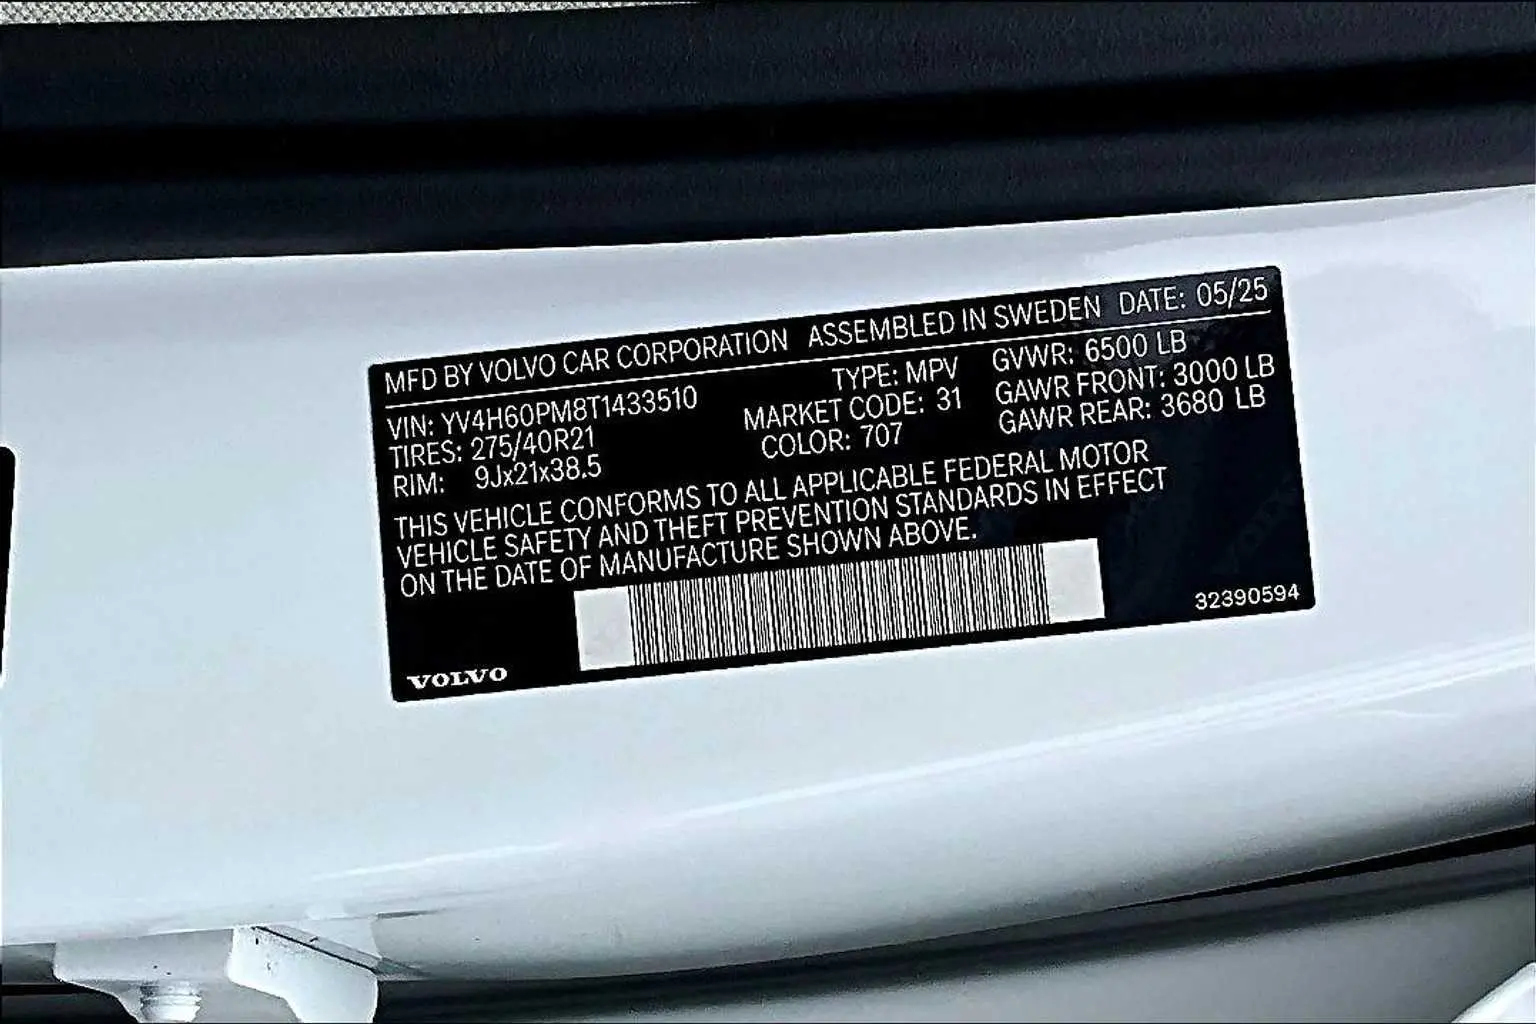 MFD BY VOLVO CAR CORPORATION ASSEMBLED IN SWEDEN DATE: 05/25
VIN: YV4H60PM8T1433510 TYPE: MPV GVWR: 6500 LB
TIRES: 275/40R21 MARKET CODE: 31 GAWR FRONT: 3000 LB
RIM: 9Jx21x38.5 COLOR: 707 GAWR REAR: 3680 LB
THIS VEHICLE CONFORMS TO ALL APPLICABLE FEDERAL MOTOR
VEHICLE SAFETY AND THEFT PREVENTION STANDARDS IN EFFECT
ON THE DATE OF MANUFACTURE SHOWN ABOVE.
32390594
VOLVO